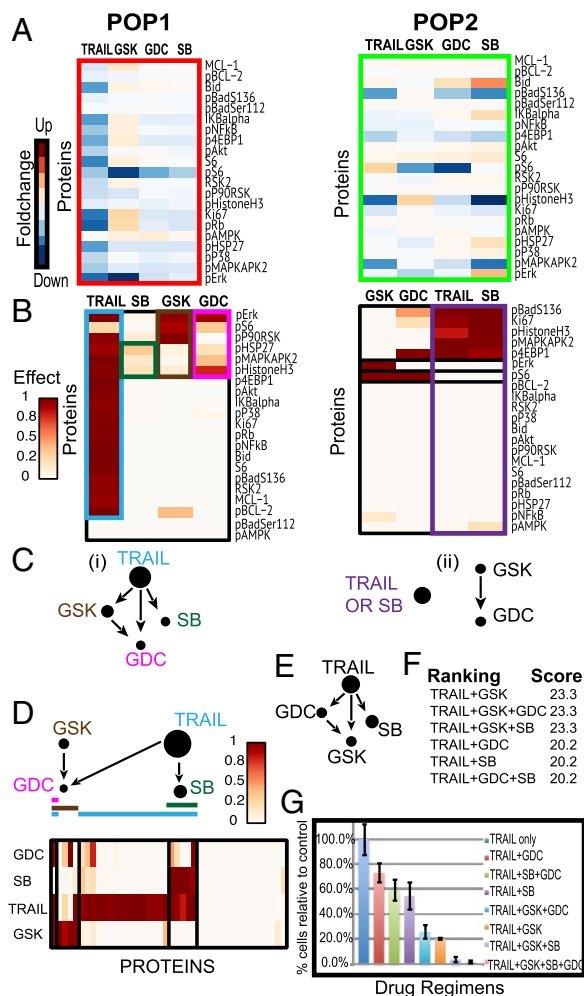 POP1
POP2
A
TRAIL GSK GDC SB
MCL-1
pBCL-2
Bid
pBadS136
pBadSer112
IKBalpha
pNFkB
p4EBP1
pAkt
S6
pS6
RSK2
pP90RSK
pHistoneH3
Ki67
pRb
pAMPK
pHSP27
pP38
pMAPKAPK2
pErk
Up
Foldchange
Down
Proteins
TRAIL GSK GDC SB
MCL-1
pBCL-2
Bid
pBadS136
pBadSer112
IKBalpha
pNFkB
p4EBP1
pAkt
S6
pS6
RSK2
pP90RSK
pHistoneH3
Ki67
pRb
pAMPK
pHSP27
pP38
pMAPKAPK2
pErk
Proteins
B
TRAIL SB GSK GDC
pErk
pS6
pP90RSK
pHSP27
pMAPKAPK2
pHistoneH3
p4EBP1
pAkt
IKBalpha
pP38
Ki67
pRb
pNFkB
Bid
S6
pBadS136
RSK2
MCL-1
pBCL-2
pBadSer112
pAMPK
Effect
1
0.8
0.6
0.4
0.2
0
Proteins
GSK GDC TRAIL SB
pBadS136
Ki67
pHistoneH3
pMAPKAPK2
p4EBP1
pErk
pS6
pBCL-2
IKBalpha
RSK2
pP38
Bid
pAkt
pP90RSK
MCL-1
S6
pBadSer112
pRb
pHSP27
pNFkB
pAMPK
Proteins
C
(i)
TRAIL
GSK
SB
GDC
(ii)
TRAIL
OR SB
GSK
GDC
D
GSK
TRAIL
GDC
SB
1
0.8
0.6
0.4
0.2
0
GDC
SB
TRAIL
GSK
PROTEINS
E
TRAIL
GDC
SB
GSK
F
Ranking Score
TRAIL+GSK 23.3
TRAIL+GSK+GDC 23.3
TRAIL+GSK+SB 23.3
TRAIL+GDC 20.2
TRAIL+SB 20.2
TRAIL+GDC+SB 20.2
G
% cells relative to control
100.0%
80.0%
60.0%
40.0%
20.0%
0.0%
TRAIL only
TRAIL+GDC
TRAIL+SB+GDC
TRAIL+SB
TRAIL+GSK+GDC
TRAIL+GSK
TRAIL+GSK+SB
TRAIL+GSK+SB+GDC
Drug Regimens